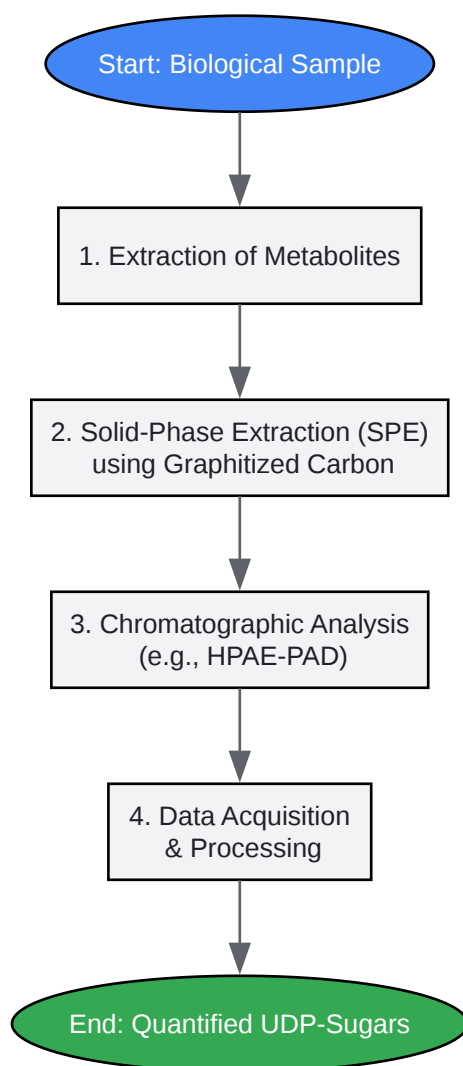 Start: Biological Sample
1. Extraction of Metabolites
2. Solid-Phase Extraction (SPE)
using Graphitized Carbon
3. Chromatographic Analysis
(e.g., HPAE-PAD)
4. Data Acquisition
& Processing
End: Quantified UDP-Sugars